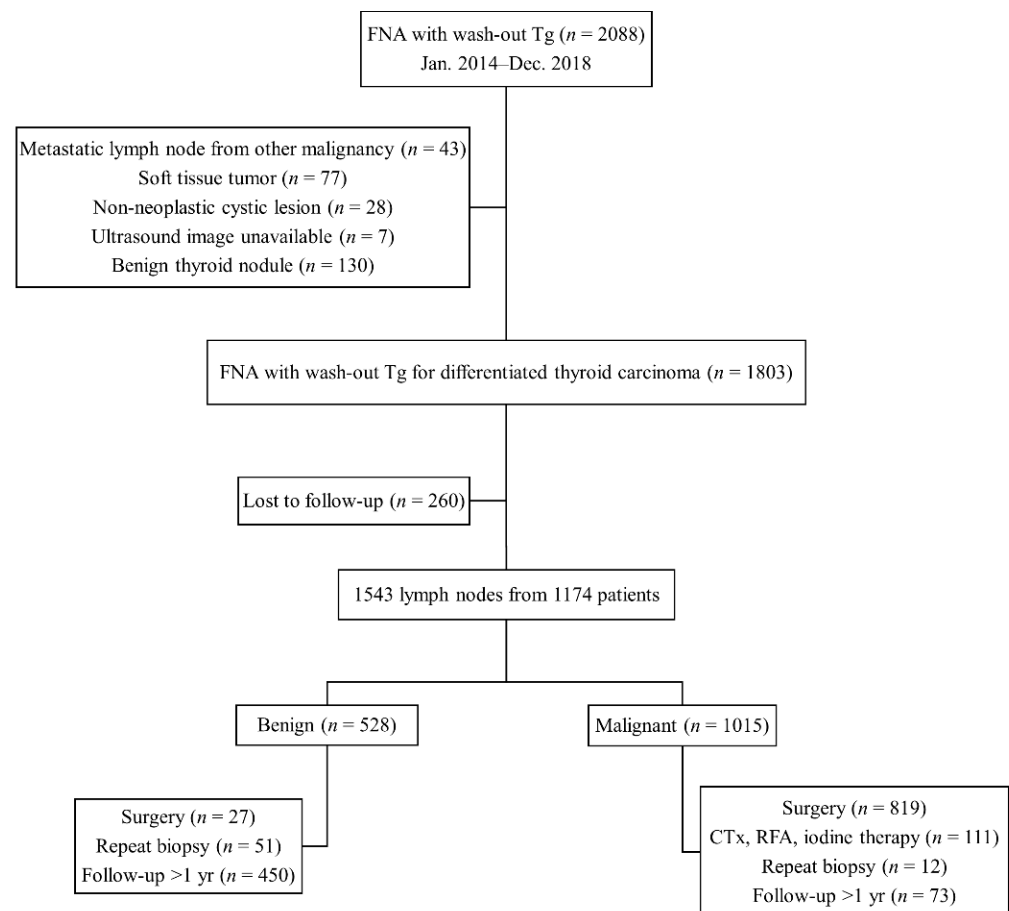 FNA with wash-out Tg (n = 2088)
Jan. 2014–Dec. 2018
Metastatic lymph node from other malignancy (n = 43)
Soft tissue tumor (n = 77)
Non-neoplastic cystic lesion (n = 28)
Ultrasound image unavailable (n = 7)
Benign thyroid nodule (n = 130)
FNA with wash-out Tg for differentiated thyroid carcinoma (n = 1803)
Lost to follow-up (n = 260)
1543 lymph nodes from 1174 patients
Benign (n = 528)
Malignant (n = 1015)
Surgery (n = 27)
Repeat biopsy (n = 51)
Follow-up >1 yr (n = 450)
Surgery (n = 819)
CTx, RFA, iodine therapy (n = 111)
Repeat biopsy (n = 12)
Follow-up >1 yr (n = 73)